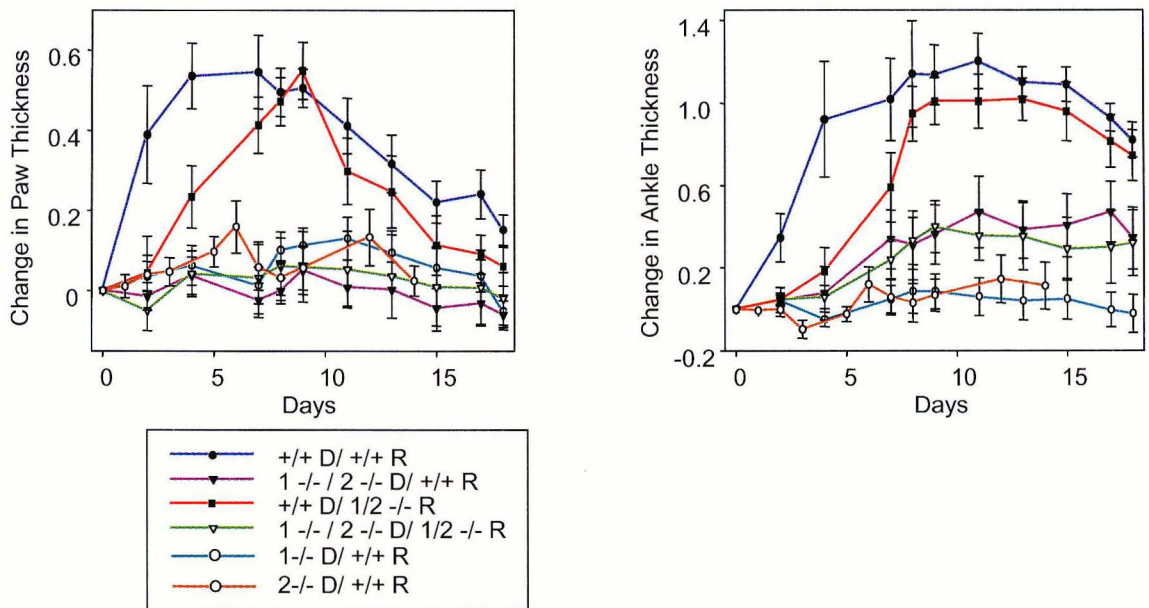 Change in Paw Thickness
0.6
0.4
0.2
0
0 5 10 15
Days
Change in Ankle Thickness
1.4
1.0
0.6
0.2
-0.2
0 5 10 15
Days
+/+ D/ +/+ R
1 -/- / 2 -/- D/ +/+ R
+/+ D/ 1/2 -/- R
1 -/- / 2 -/- D/ 1/2 -/- R
1-/- D/ +/+ R
2-/- D/ +/+ R